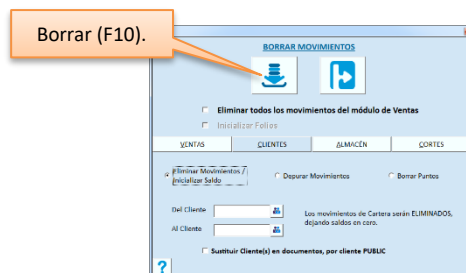 Borrar (F10).
BORRAR MOVIMIENTOS
Eliminar todos los movimientos del módulo de Ventas
Inicializar Folios
VENTAS CLIENTES ALMACÉN CORTES
Eliminar Movimientos / Inicializar Saldo
Depurar Movimientos
Borrar Puntos
Del Cliente
Al Cliente
Los movimientos de Cartera serán ELIMINADOS,
dejando saldos en cero.
Sustituir Cliente(s) en documentos, por cliente PUBLIC
?